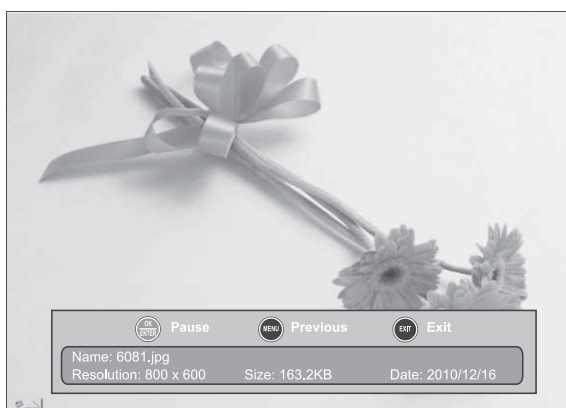 OK ENTER Pause MENU Previous EXIT Exit
Name: 6081.jpg
Resolution: 800 x 600 Size: 163.2KB Date: 2010/12/16